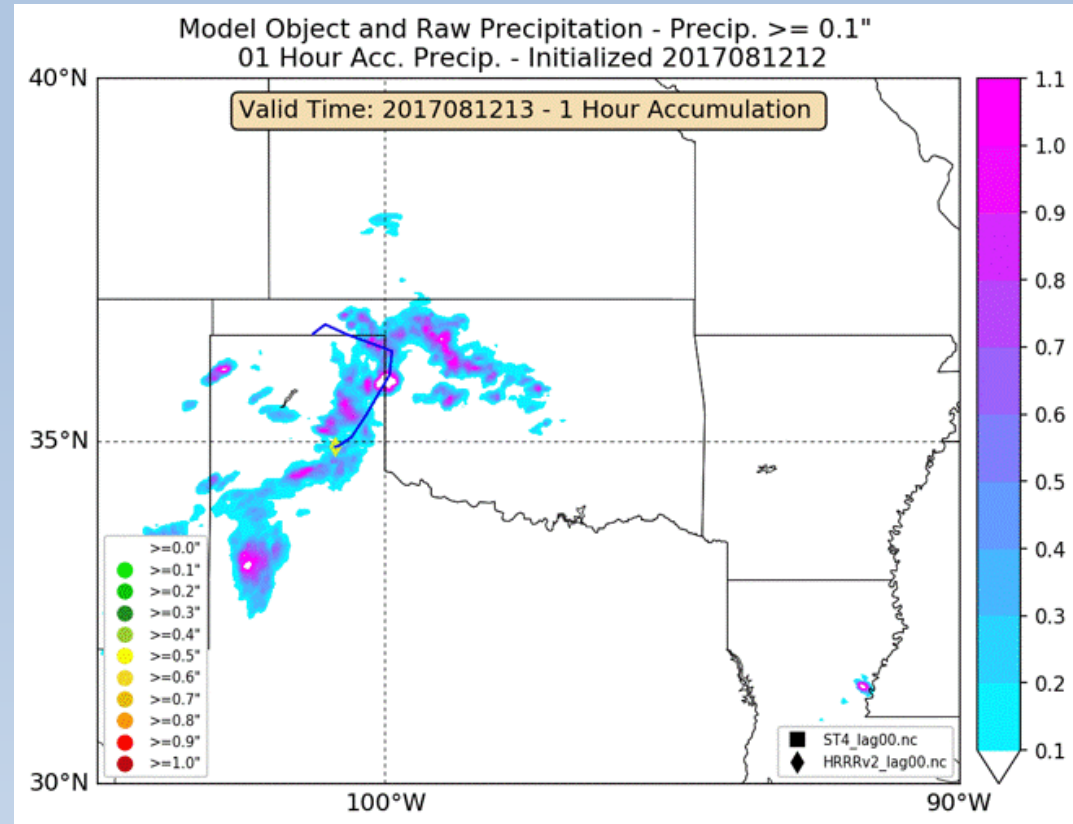 Model Object and Raw Precipitation - Precip. >= 0.1"
01 Hour Acc. Precip. - Initialized 2017081212
Valid Time: 2017081213 - 1 Hour Accumulation
40°N
35°N
30°N
100°W
90°W
>=0.0"
>=0.1"
>=0.2"
>=0.3"
>=0.4"
>=0.5"
>=0.6"
>=0.7"
>=0.8"
>=0.9"
>=1.0"
ST4_lag00.nc
HRRRv2_lag00.nc
1.1
1.0
0.9
0.8
0.7
0.6
0.5
0.4
0.3
0.2
0.1